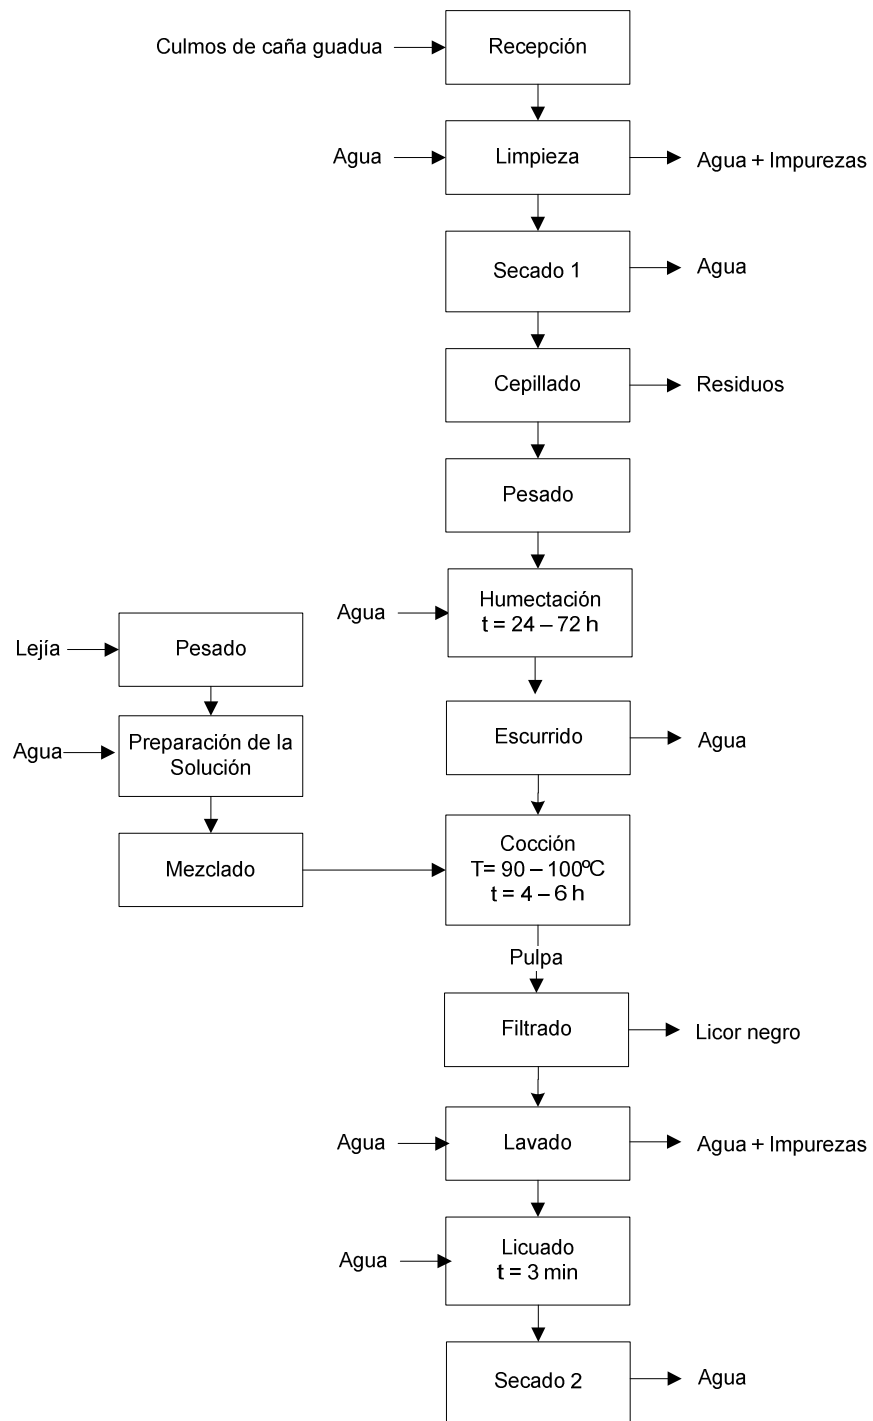 Culmos de caña guadua
Recepción
Agua
Limpieza
Agua + Impurezas
Secado 1
Agua
Cepillado
Residuos
Pesado
Agua
Humectación
t = 24 – 72 h
Lejía
Pesado
Escurrido
Agua
Agua
Preparación de la
Solución
Mezclado
Cocción
T= 90 – 100ºC
t = 4 – 6 h
Pulpa
Filtrado
Licor negro
Agua
Lavado
Agua + Impurezas
Agua
Licuado
t = 3 min
Secado 2
Agua